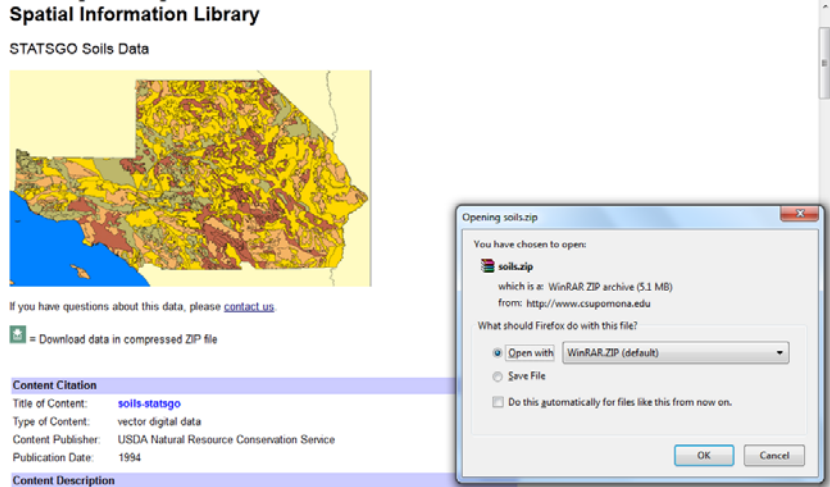 Spatial Information Library
STATSGO Soils Data
If you have questions about this data, please contact us.
= Download data in compressed ZIP file
Content Citation
Title of Content: soils-statsgo
Type of Content: vector digital data
Content Publisher: USDA Natural Resource Conservation Service
Publication Date: 1994
Content Description
Opening soils.zip
You have chosen to open:
soils.zip
which is a: WinRAR ZIP archive (5.1 MB)
from: http://www.csupomona.edu
What should Firefox do with this file?
Open with WinRAR.ZIP (default)
Save File
Do this automatically for files like this from now on.
OK Cancel